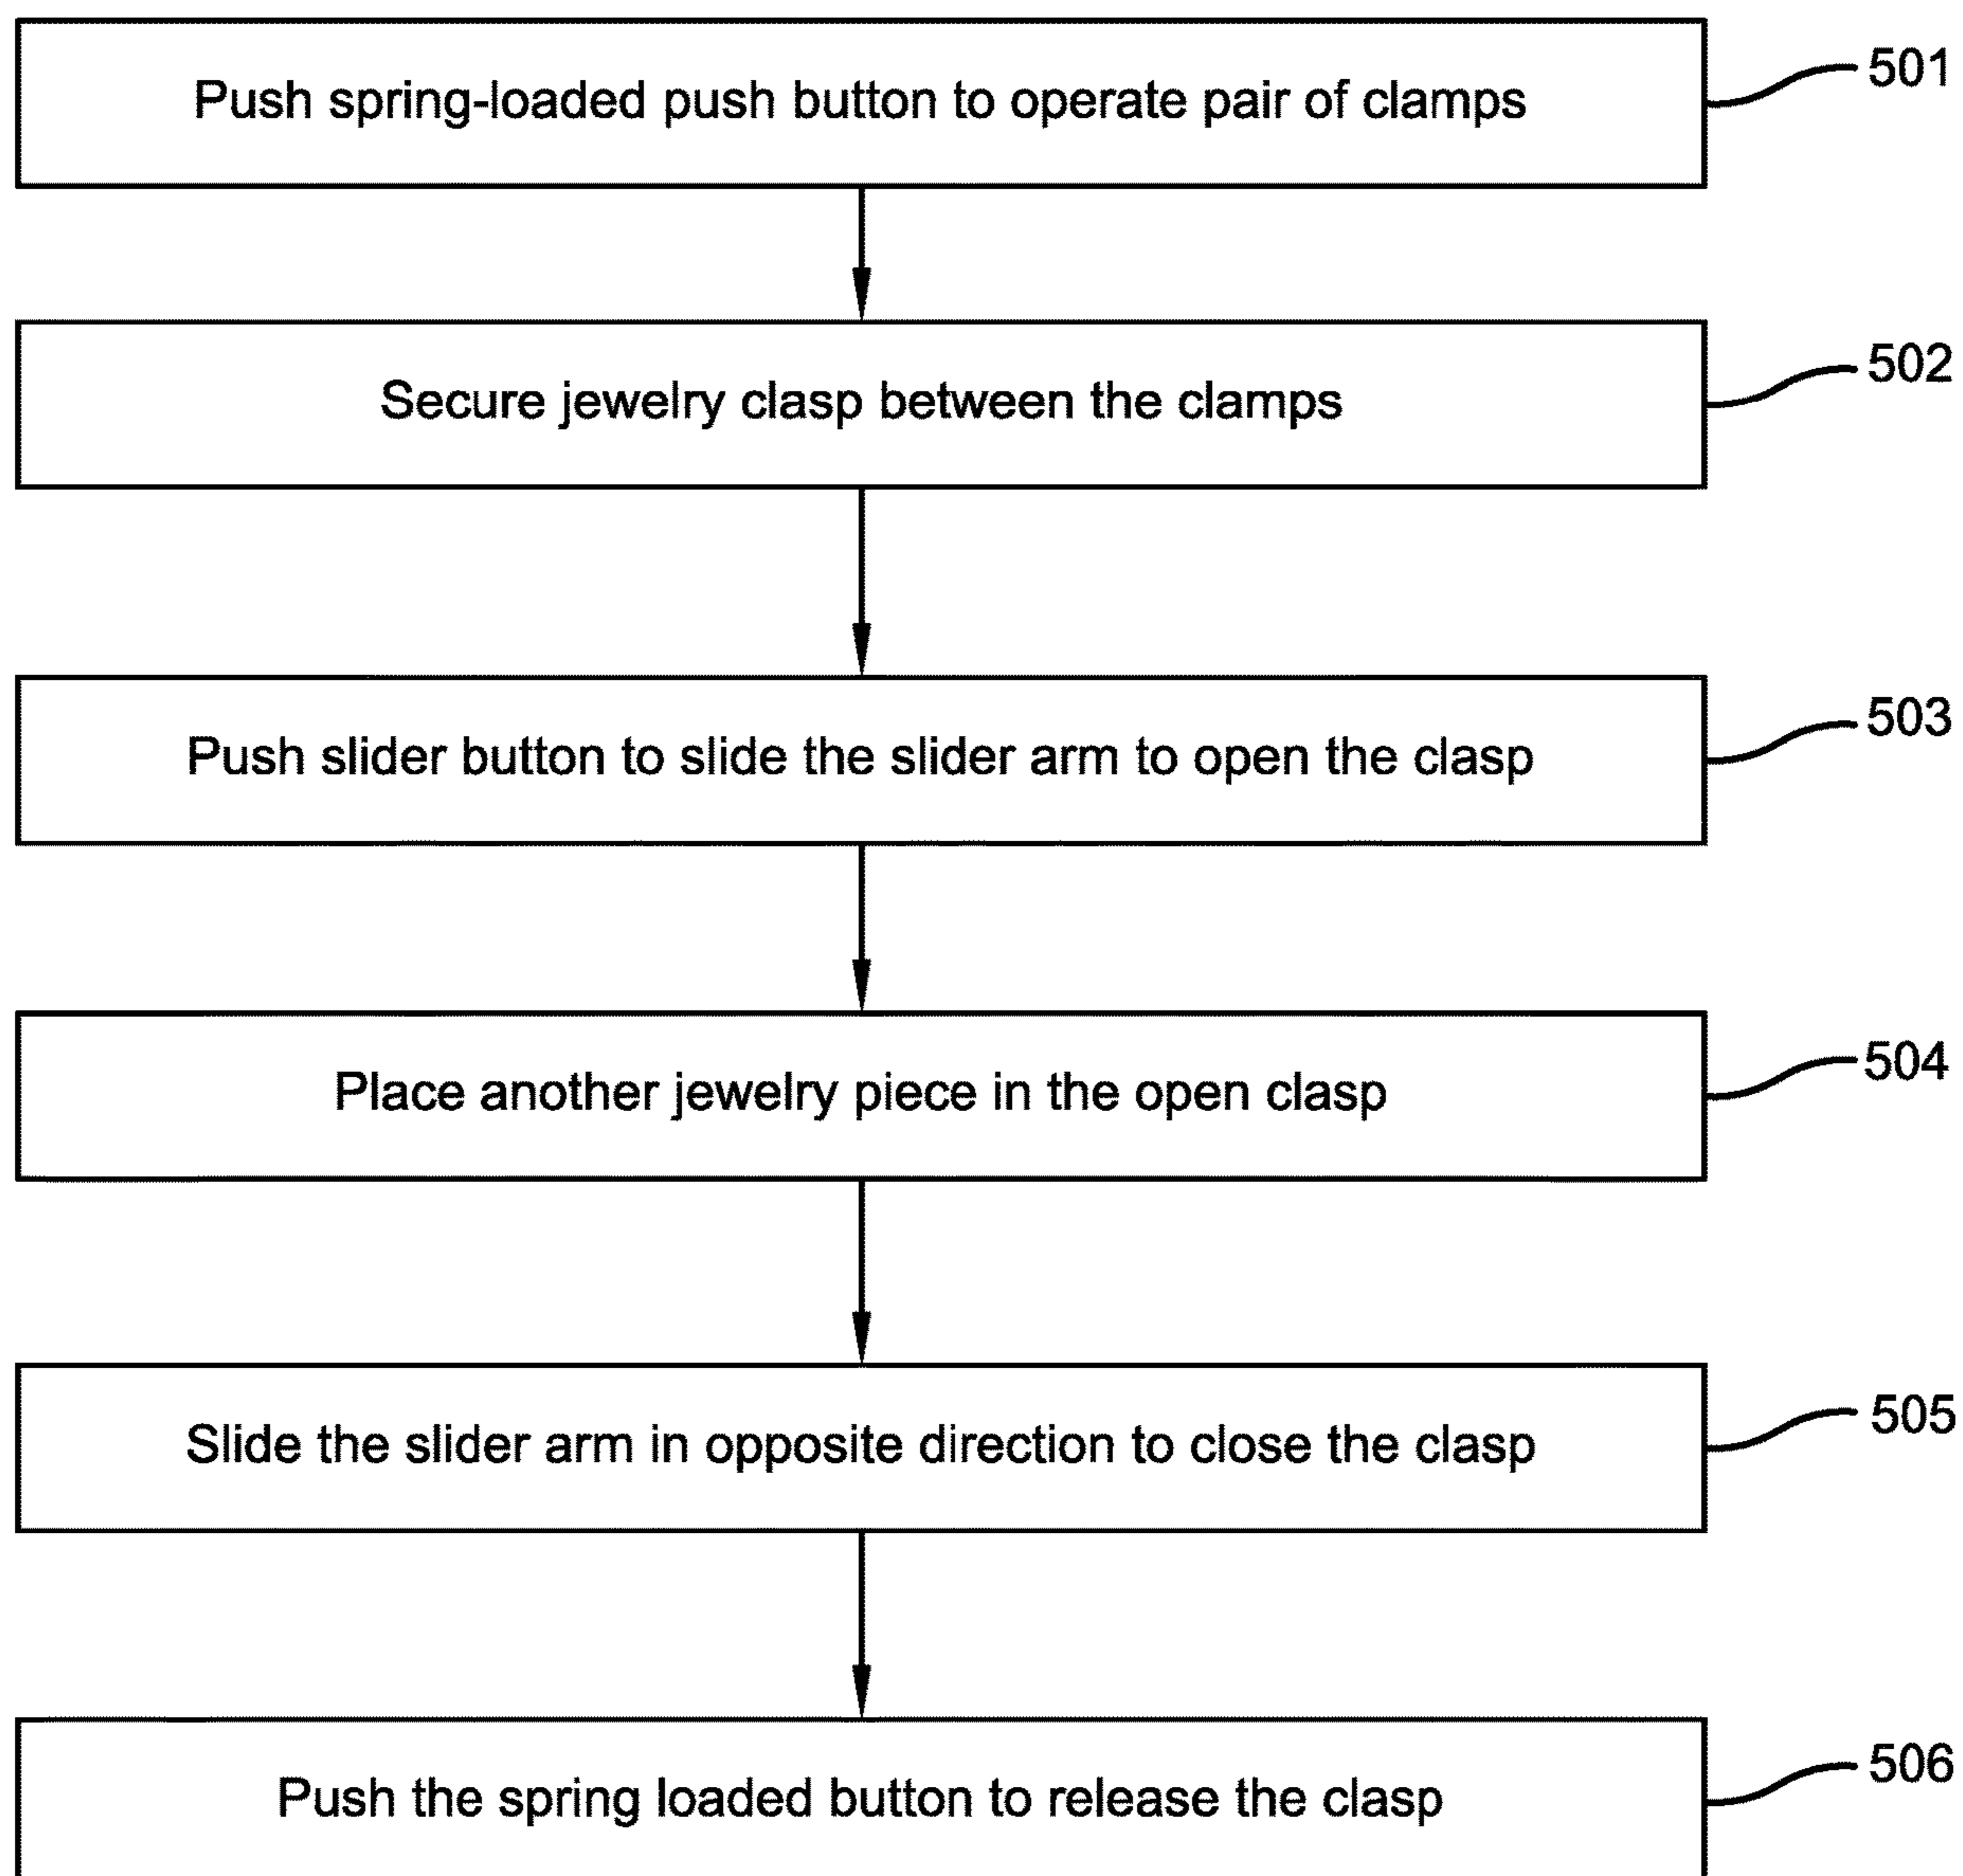 Push spring-loaded push button to operate pair of clamps
501
Secure jewelry clasp between the clamps
502
Push slider button to slide the slider arm to open the clasp
503
Place another jewelry piece in the open clasp
504
Slide the slider arm in opposite direction to close the clasp
505
Push the spring loaded button to release the clasp
506